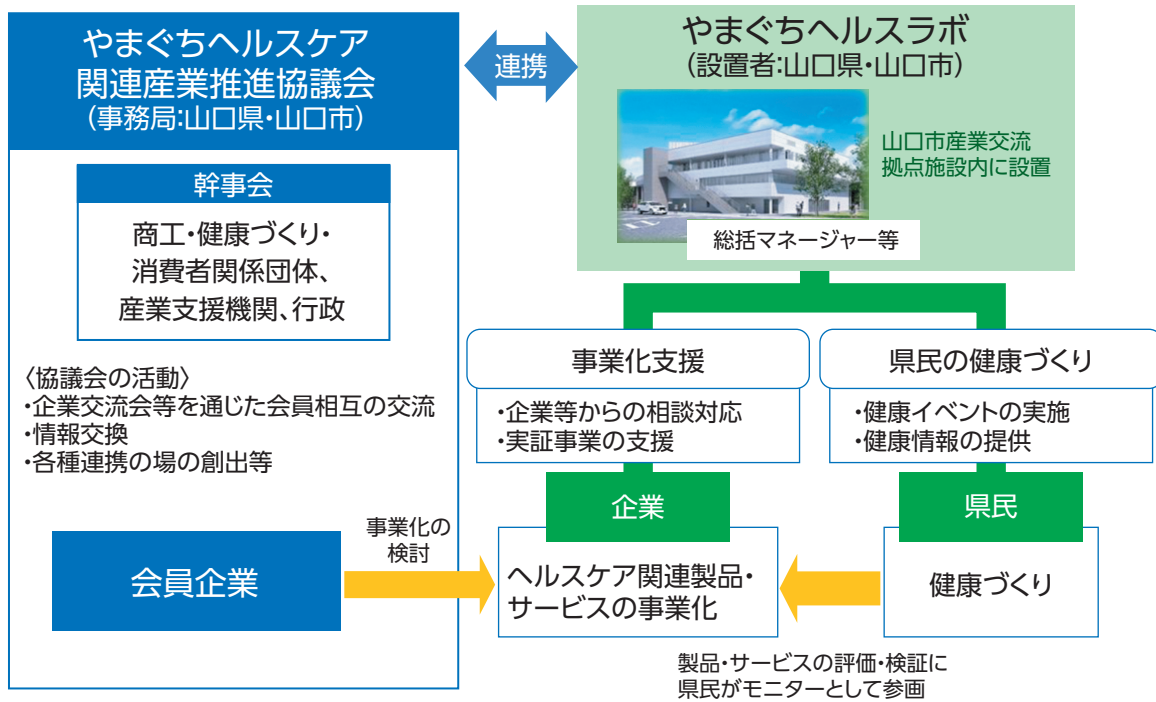 やまぐちヘルスケア
関連産業推進協議会
（事務局：山口県・山口市）
連携
やまぐちヘルスラボ
（設置者：山口県・山口市）
山口市産業交流
拠点施設内に設置
総括マネージャー等
幹事会
商工・健康づくり・
消費者関係団体、
産業支援機関、行政
〈協議会の活動〉
・企業交流会等を通じた会員相互の交流
・情報交換
・各種連携の場の創出等
事業化支援
・企業等からの相談対応
・実証事業の支援
県民の健康づくり
・健康イベントの実施
・健康情報の提供
会員企業
事業化の
検討
企業
ヘルスケア関連製品・
サービスの事業化
県民
健康づくり
製品・サービスの評価・検証に
県民がモニターとして参画